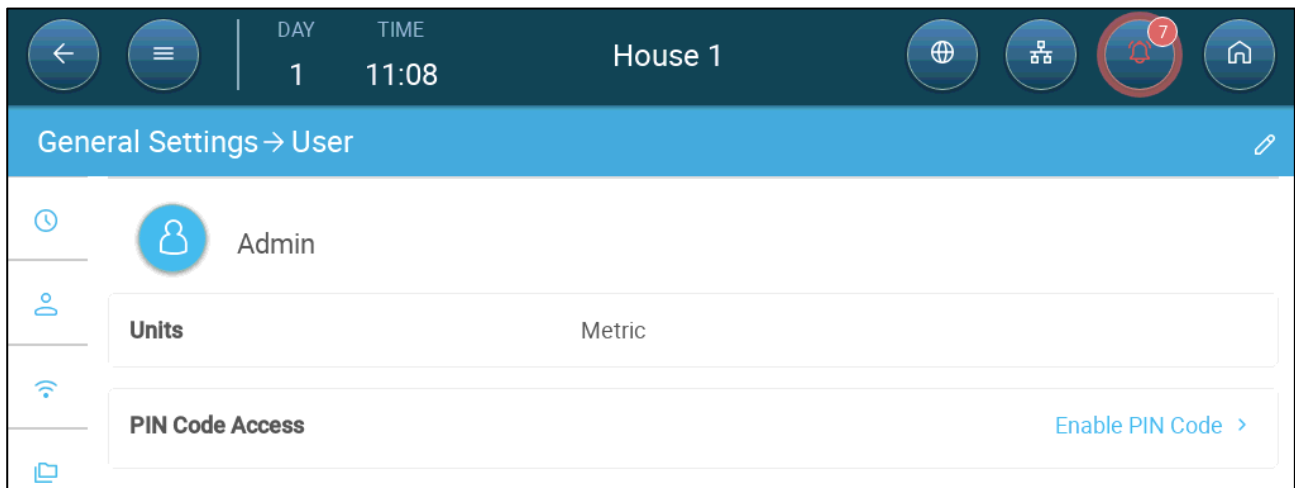 DAY TIME
1 11:08
House 1
7
General Settings → User
Admin
Units Metric
PIN Code Access Enable PIN Code >